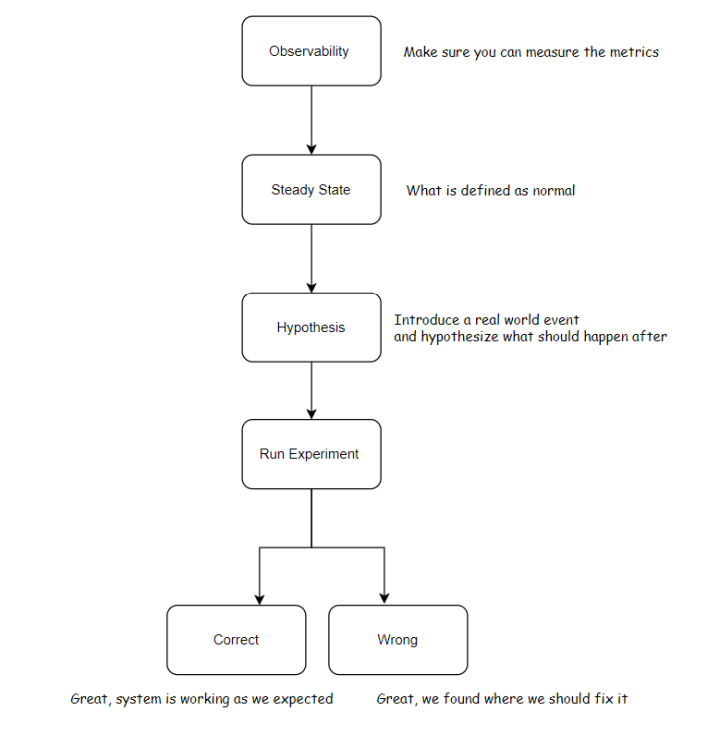 Observability
Make sure you can measure the metrics
Steady State
What is defined as normal
Hypothesis
Introduce a real world event
and hypothesize what should happen after
Run Experiment
Correct
Wrong
Great, system is working as we expected
Great, we found where we should fix it